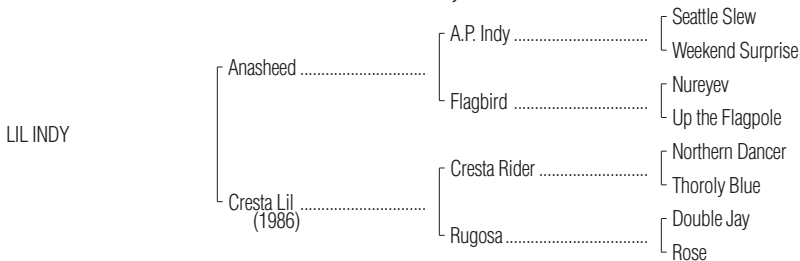 Seattle Slew
A.P. Indy ..................................
Weekend Surprise
Anasheed ................................
Nureyev
Flagbird ....................................
Up the Flagpole
LIL INDY
Northern Dancer
Cresta Rider ...........................
Thoroly Blue
Cresta Lil ................................
(1986)
Double Jay
Rugosa ....................................
Rose